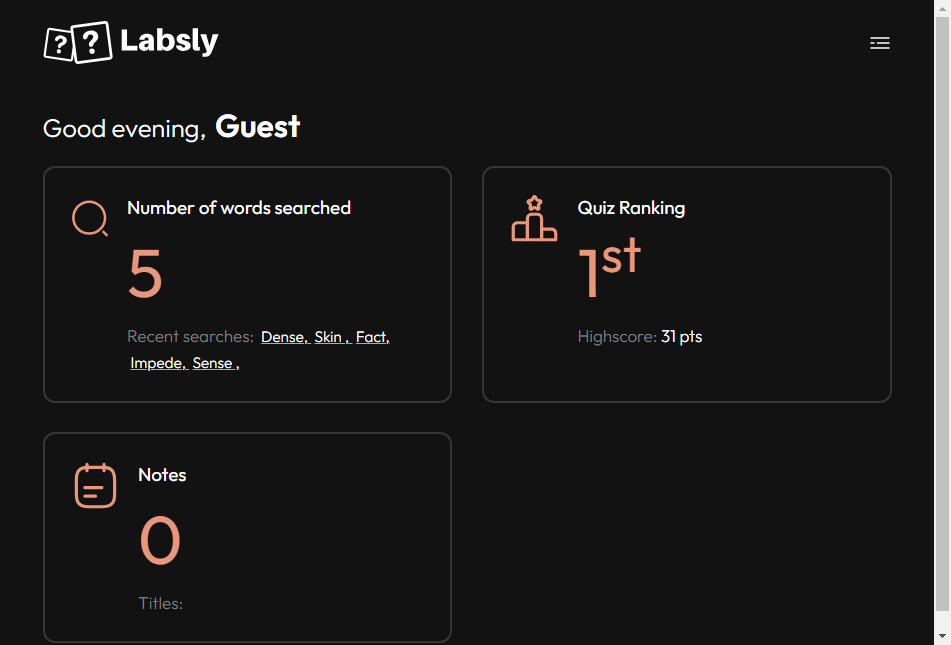 ? ? Labsly
Good evening, Guest
Number of words searched
5
Recent searches: Dense, Skin , Fact,
Impede, Sense ,
Quiz Ranking
1st
Highscore: 31 pts
Notes
0
Titles: